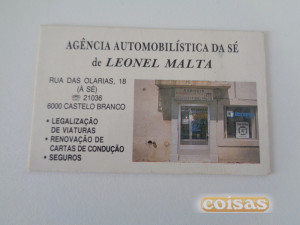 AGÊNCIA AUTOMOBILÍSTICA DA SÉ
de LEONEL MALTA
RUA DAS OLARIAS, 18
(À SÉ)
☏ 21036
6000 CASTELO BRANCO
• LEGALIZAÇÃO
DE VIATURAS
• RENOVAÇÃO DE
CARTAS DE CONDUÇÃO
• SEGUROS
coisas